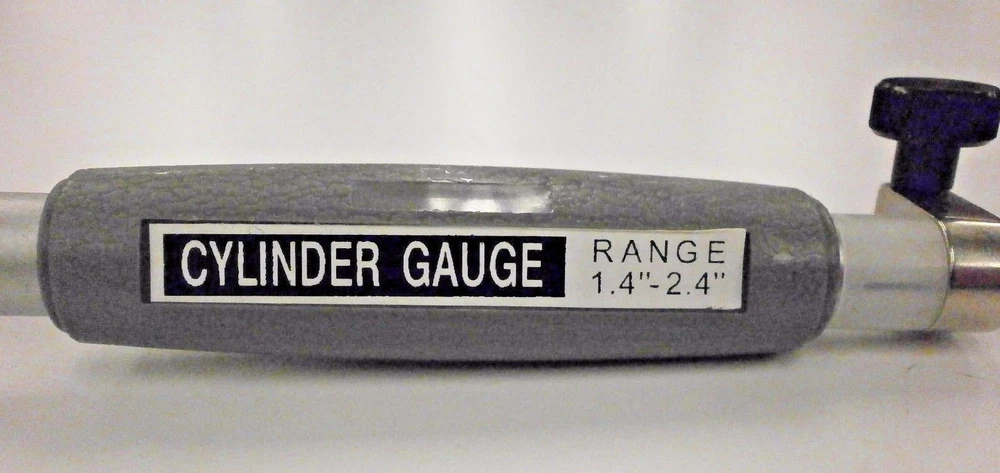 CYLINDER GAUGE
RANGE
1.4"-2.4"